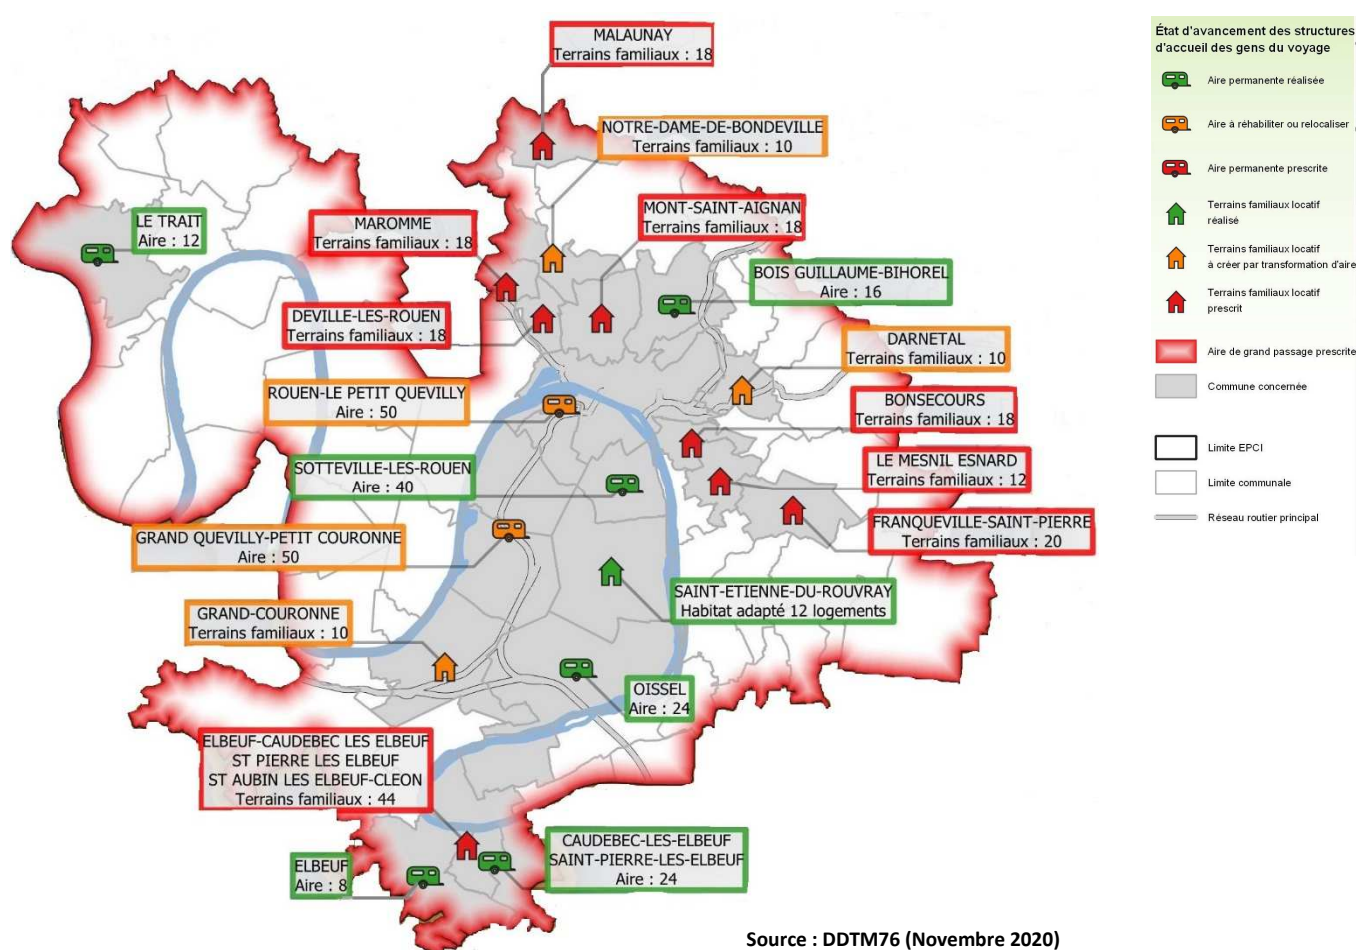 MALAUNAY
Terrains familiaux : 18
NOTRE-DAME-DE-BONDEVILLE
Terrains familiaux : 10
LE TRAIT
Aire : 12
MAROMME
Terrains familiaux : 18
MONT-SAINT-AIGNAN
Terrains familiaux : 18
BOIS GUILLAUME-BIHOREL
Aire : 16
DEVILLE-LES-ROUEN
Terrains familiaux : 18
DARNETAL
Terrains familiaux : 10
ROUEN-LE PETIT QUEVILLY
Aire : 50
BONSECOURS
Terrains familiaux : 18
SOTTEVILLE-LES-ROUEN
Aire : 40
LE MESNIL ESNARD
Terrains familiaux : 12
GRAND QUEVILLY-PETIT COURONNE
Aire : 50
FRANQUEVILLE-SAINT-PIERRE
Terrains familiaux : 20
SAINT-ETIENNE-DU-ROUVRAY
Habitat adapté 12 logements
GRAND-COURONNE
Terrains familiaux : 10
OISSEL
Aire : 24
ELBEUF-CAUDEBEC LES ELBEUF
ST PIERRE LES ELBEUF
ST AUBIN LES ELBEUF-CLEON
Terrains familiaux : 44
CAUDEBEC-LES-ELBEUF
SAINT-PIERRE-LES-ELBEUF
Aire : 24
ELBEUF
Aire : 8
État d'avancement des structures
d'accueil des gens du voyage
Aire permanente réalisée
Aire à réhabiliter ou relocaliser
Aire permanente prescrite
Terrains familiaux locatif
réalisé
Terrains familiaux locatif
à créer par transformation d'aire
Terrains familiaux locatif
prescrit
Aire de grand passage prescrite
Commune concernée
Limite EPCI
Limite communale
Réseau routier principal
Source : DDTM76 (Novembre 2020)